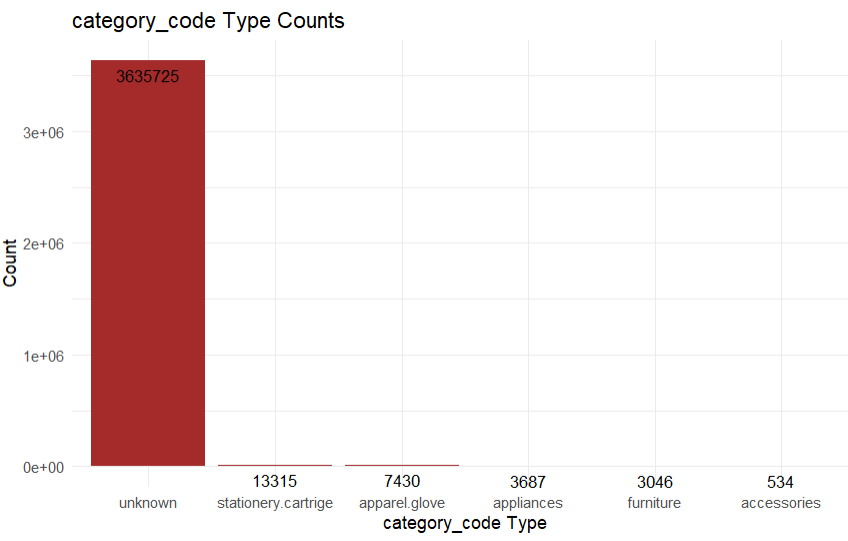 category_code Type Counts
3635725
3e+06
2e+06
Count
1e+06
0e+00
13315 7430 3687 3046 534
unknown stationery.cartrige apparel.glove appliances furniture accessories
category_code Type